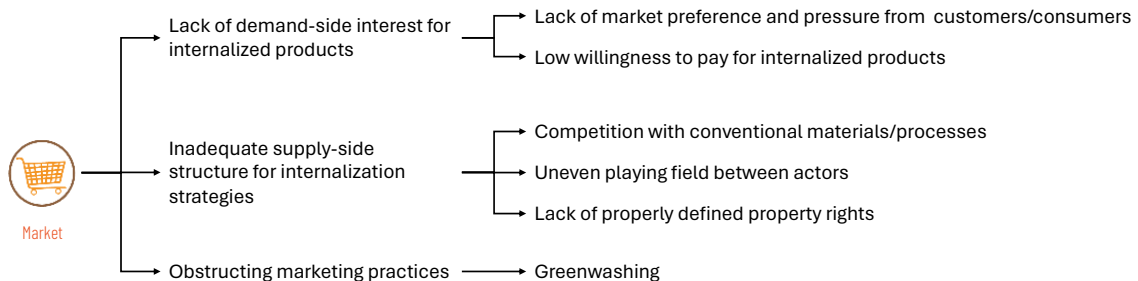 Lack of demand-side interest for
internalized products
Lack of market preference and pressure from customers/consumers
Low willingness to pay for internalized products
Market
Inadequate supply-side
structure for internalization
strategies
Competition with conventional materials/processes
Uneven playing field between actors
Lack of properly defined property rights
Obstructing marketing practices
Greenwashing